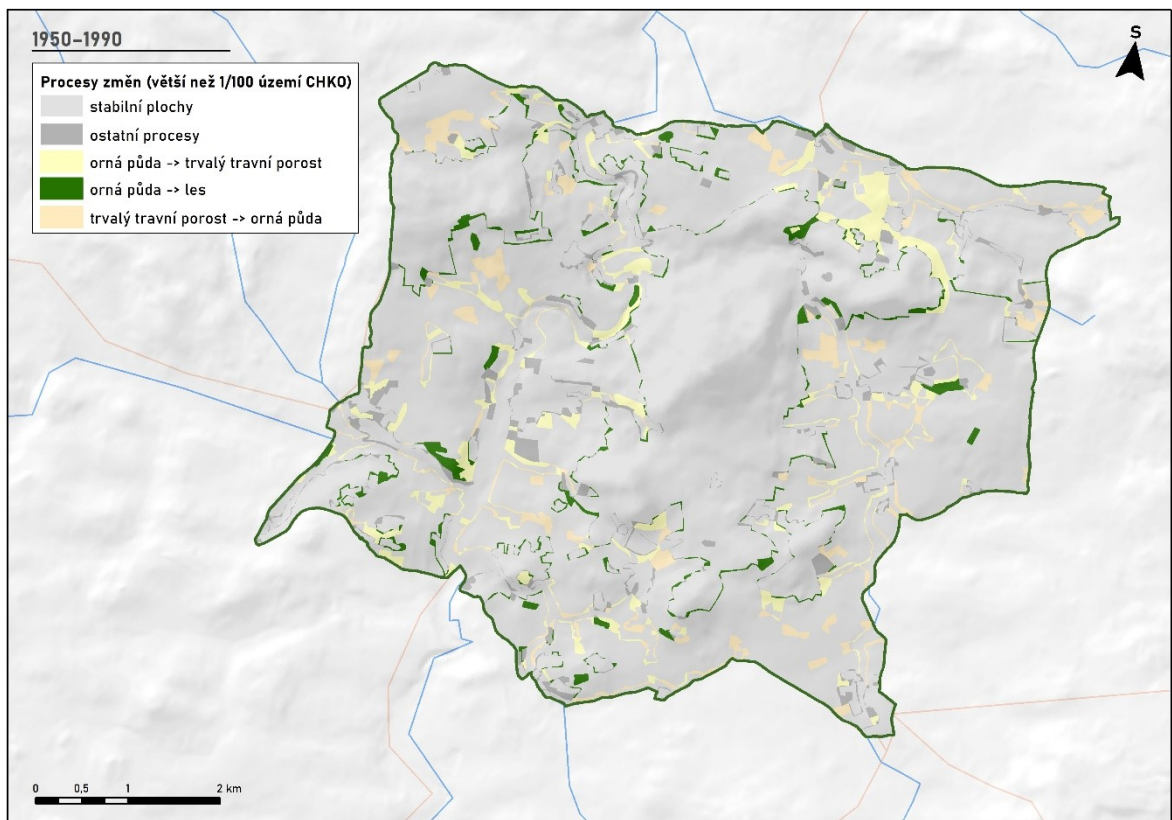 1950–1990
S
Procesy změn (větší než 1/100 území CHKO)
stabilní plochy
ostatní procesy
orná půda -> trvalý travní porost
orná půda -> les
trvalý travní porost -> orná půda
0 0,5 1 2 km